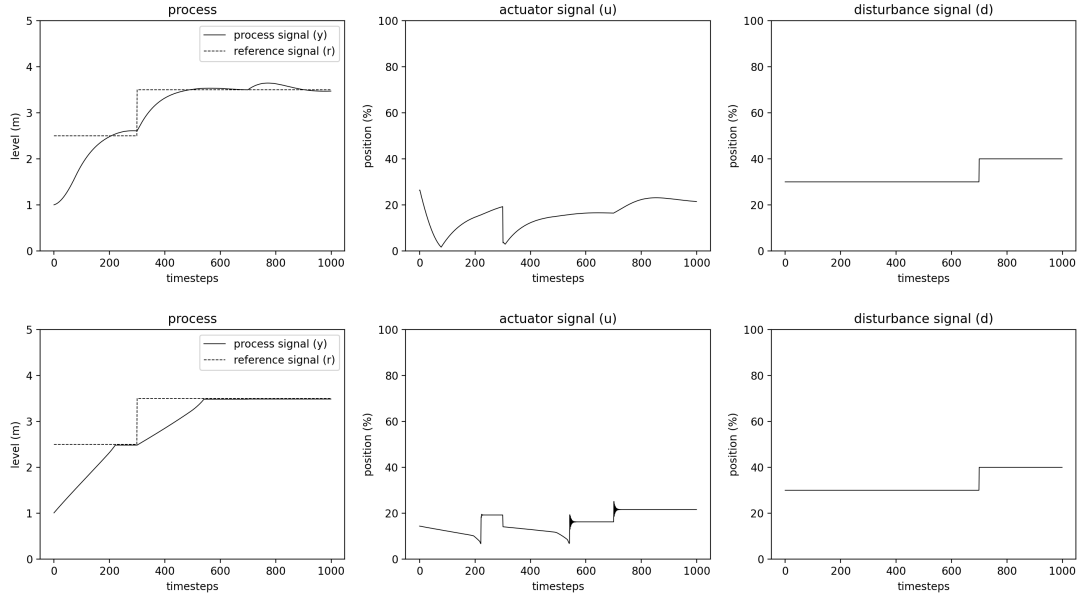 process
actuator signal (u)
disturbance signal (d)
5
4
3
2
1
0
level (m)
process signal (y)
reference signal (r)
0 200 400 600 800 1000
timesteps
100
80
60
40
20
0
position (%)
0 200 400 600 800 1000
timesteps
100
80
60
40
20
0
position (%)
0 200 400 600 800 1000
timesteps
process
actuator signal (u)
disturbance signal (d)
5
4
3
2
1
0
level (m)
process signal (y)
reference signal (r)
0 200 400 600 800 1000
timesteps
100
80
60
40
20
0
position (%)
0 200 400 600 800 1000
timesteps
100
80
60
40
20
0
position (%)
0 200 400 600 800 1000
timesteps